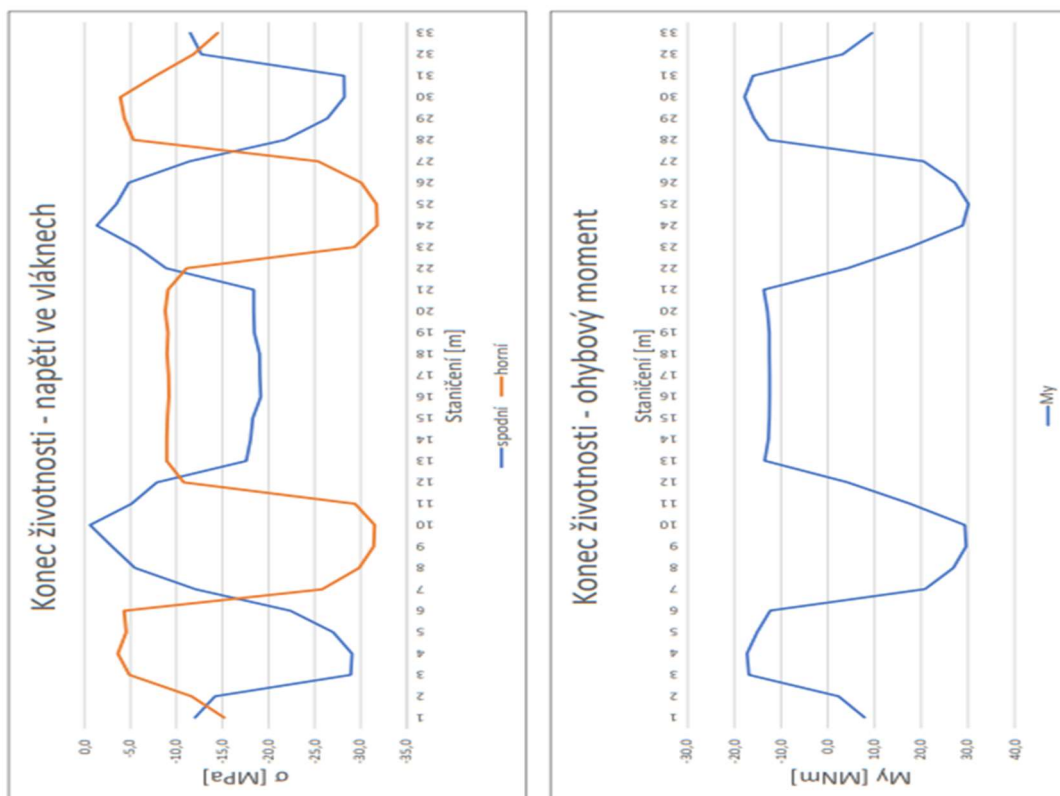 Konec životnosti - napětí ve vláknech
σ [MPa]
0,0
-5,0
-10,0
-15,0
-20,0
-25,0
-30,0
-35,0
1 2 3 4 5 6 7 8 9 10 11 12 13 14 15 16 17 18 19 20 21 22 23 24 25 26 27 28 29 30 31 32 33
Staničení [m]
spodní horní
Konec životnosti - ohybový moment
My [MNm]
-30,0
-20,0
-10,0
0,0
10,0
20,0
30,0
40,0
1 2 3 4 5 6 7 8 9 10 11 12 13 14 15 16 17 18 19 20 21 22 23 24 25 26 27 28 29 30 31 32 33
Staničení [m]
My